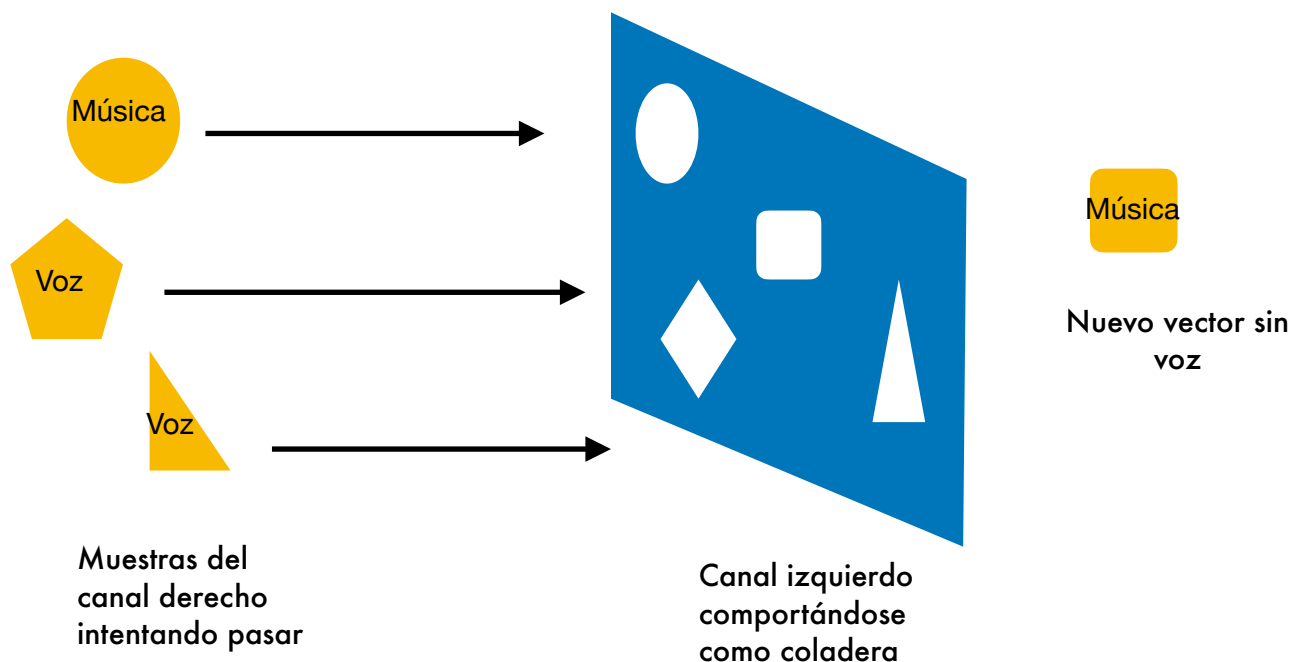 Música
Voz
Voz
Muestras del
canal derecho
intentando pasar
Canal izquierdo
comportándose
como coladera
Música
Nuevo vector sin
voz